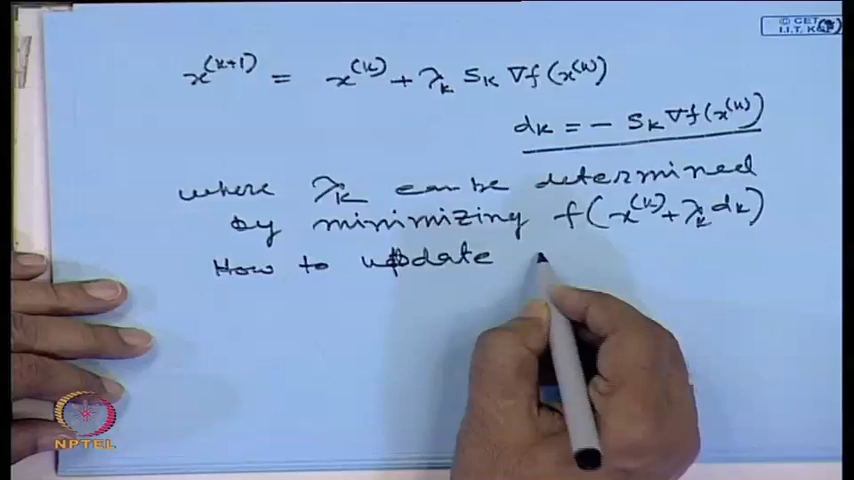 © CET
I.I.T. KGP
x^(k+1) = x^(k) + λ_k S_k ∇f(x^(k))
d_k = − S_k ∇f(x^(k))
where λ_k can be determined
by minimizing f(x^(k) + λ_k d_k)
How to update
NPTEL